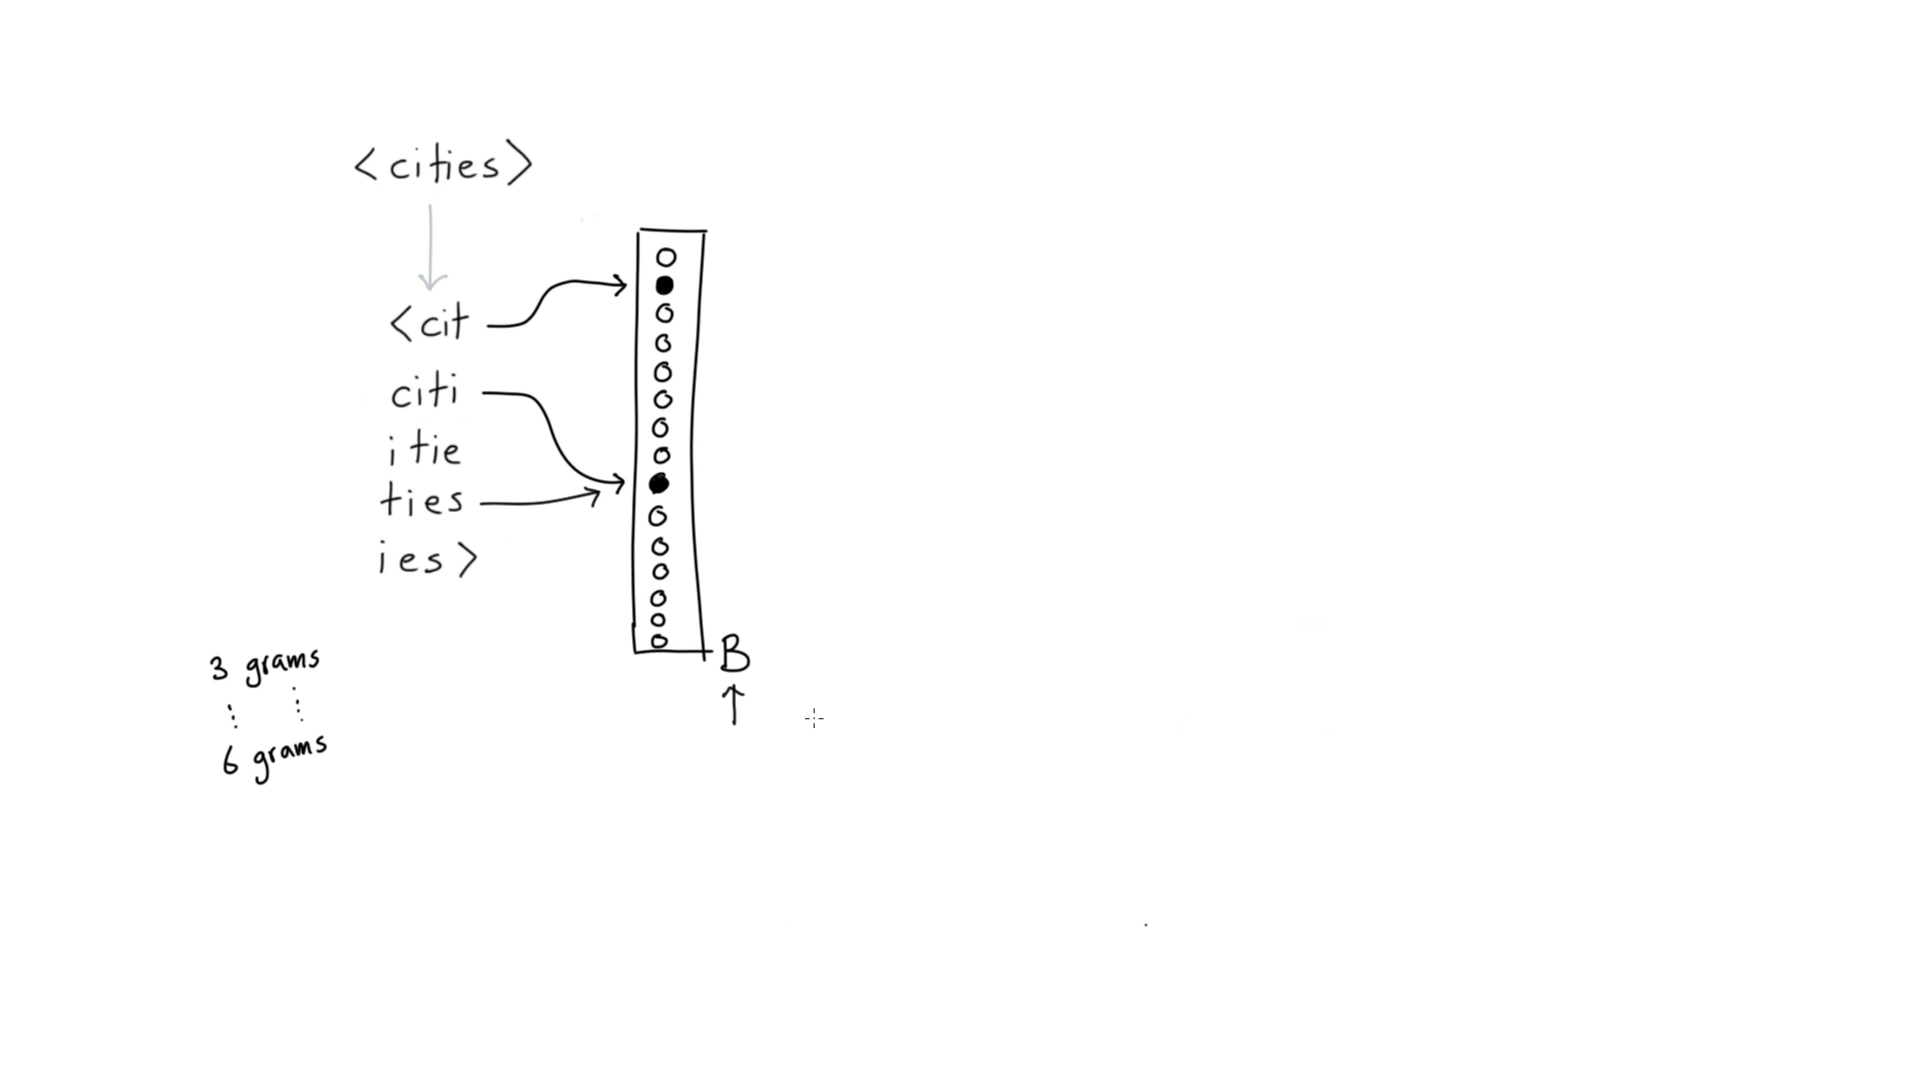 <cities>
<cit
citi
itie
ties
ies>
3 grams
6 grams
B